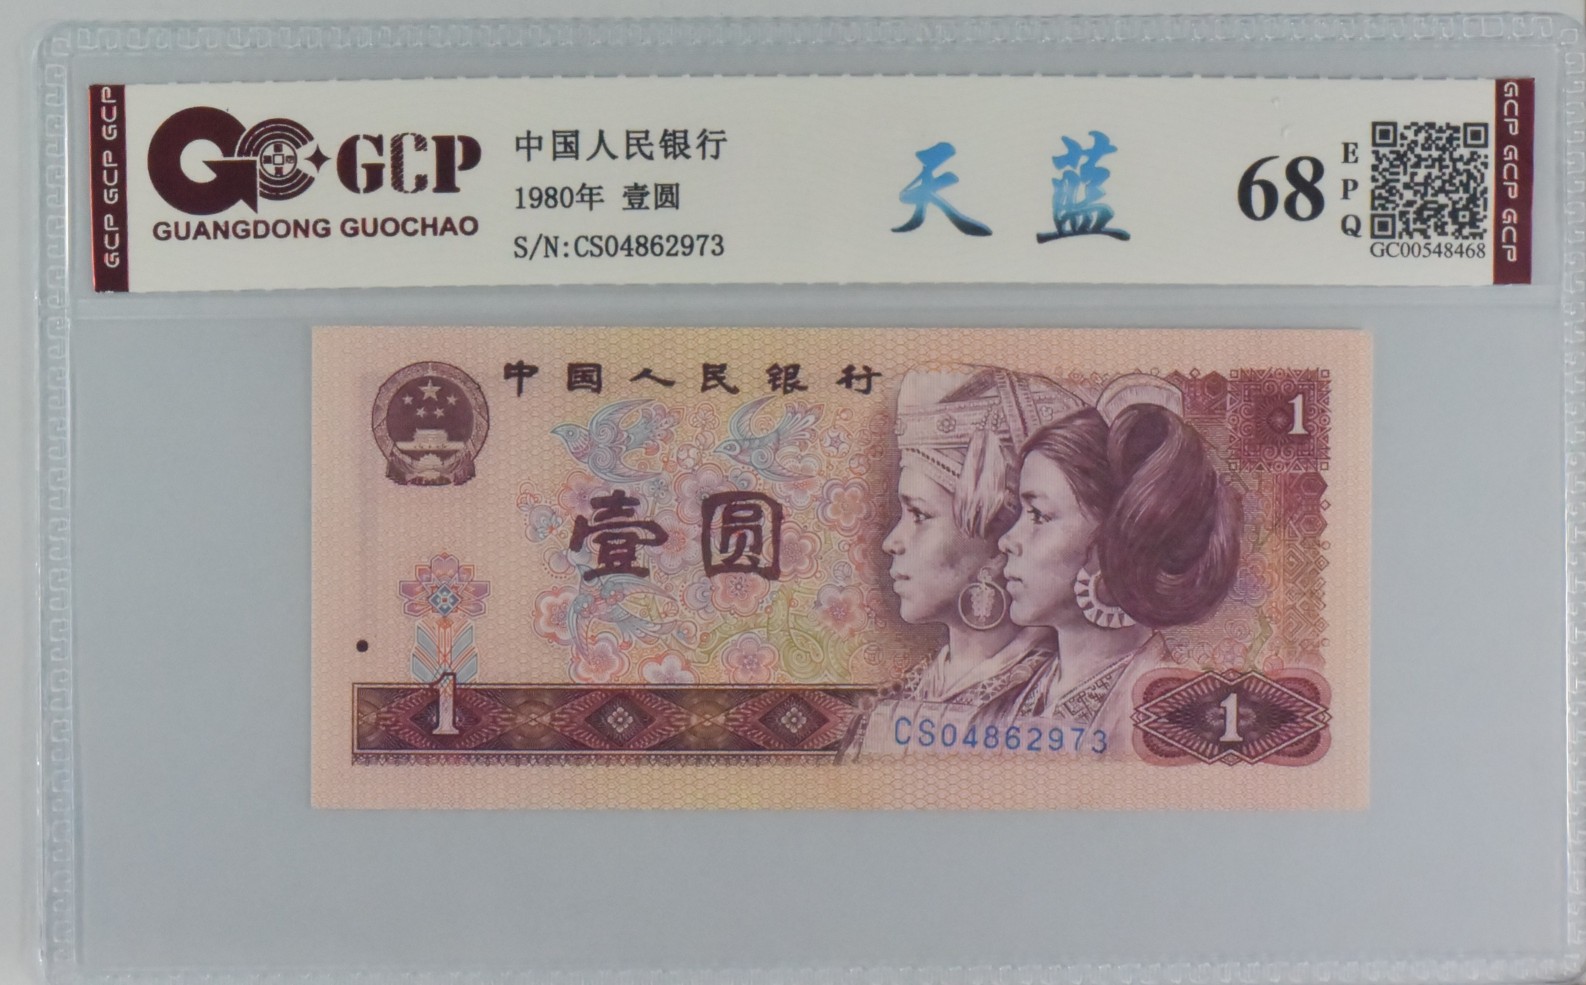 GCP GCP GCP
GCP
GUANGDONG GUOCHAO
中国人民银行
1980年 壹圆
S/N:CS04862973
天蓝
68
EPQ
GC00548468
GCP GCP GCP
中国人民银行
1
壹圆
1
CS04862973
1